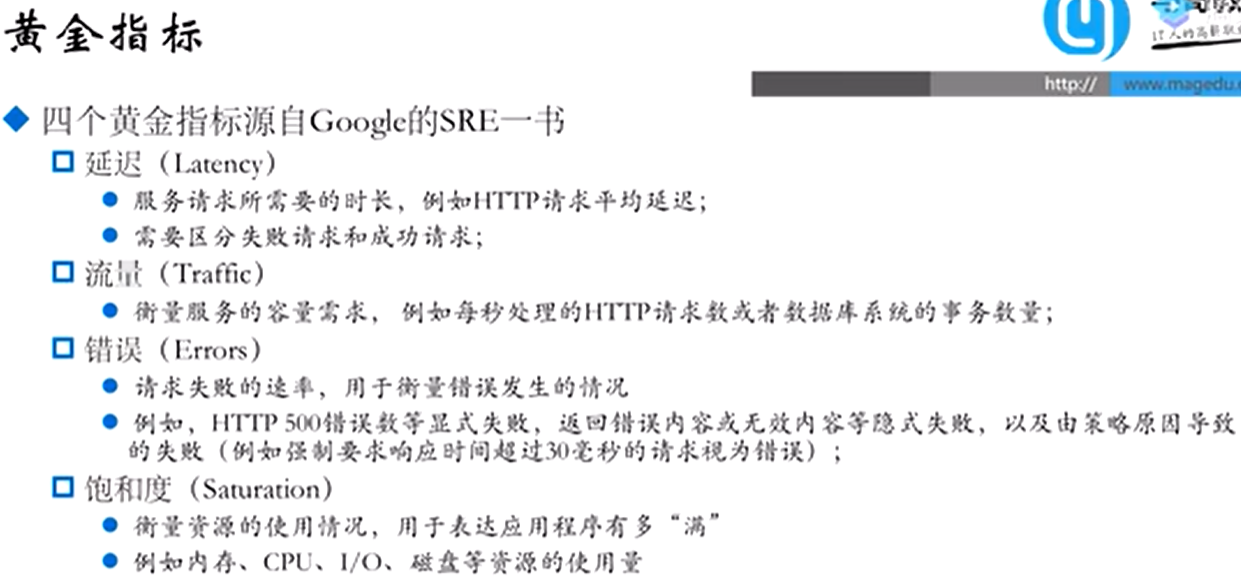 黄金指标
IT人的高薪职
http:// www.magedu.
四个黄金指标源自Google的SRE一书
延迟（Latency）
服务请求所需要的时长，例如HTTP请求平均延迟；
需要区分失败请求和成功请求；
流量（Traffic）
衡量服务的容量需求，例如每秒处理的HTTP请求数或者数据库系统的事务数量；
错误（Errors）
请求失败的速率，用于衡量错误发生的情况
例如，HTTP 500错误数等显式失败，返回错误内容或无效内容等隐式失败，以及由策略原因导致
的失败（例如强制要求响应时间超过30毫秒的请求视为错误）；
饱和度（Saturation）
衡量资源的使用情况，用于表达应用程序有多“满”
例如内存、CPU、I/O、磁盘等资源的使用量